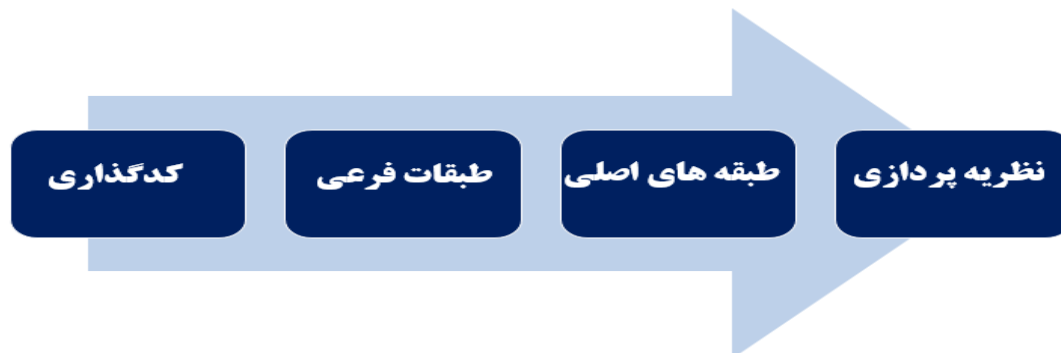 کدگذاری
طبقات فرعی
طبقه های اصلی
نظریه پردازی